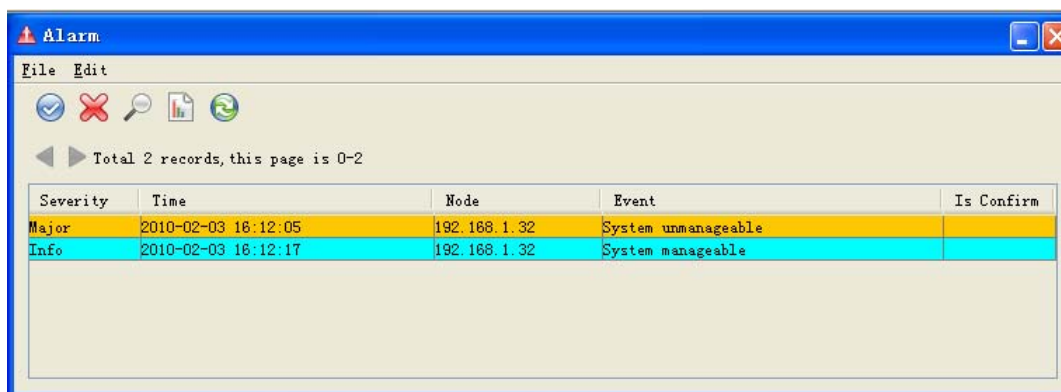 Alarm
File Edit
Total 2 records, this page is 0-2
Severity Time Node Event Is Confirm
Major 2010-02-03 16:12:05 192.168.1.32 System unmanageable
Info 2010-02-03 16:12:17 192.168.1.32 System manageable